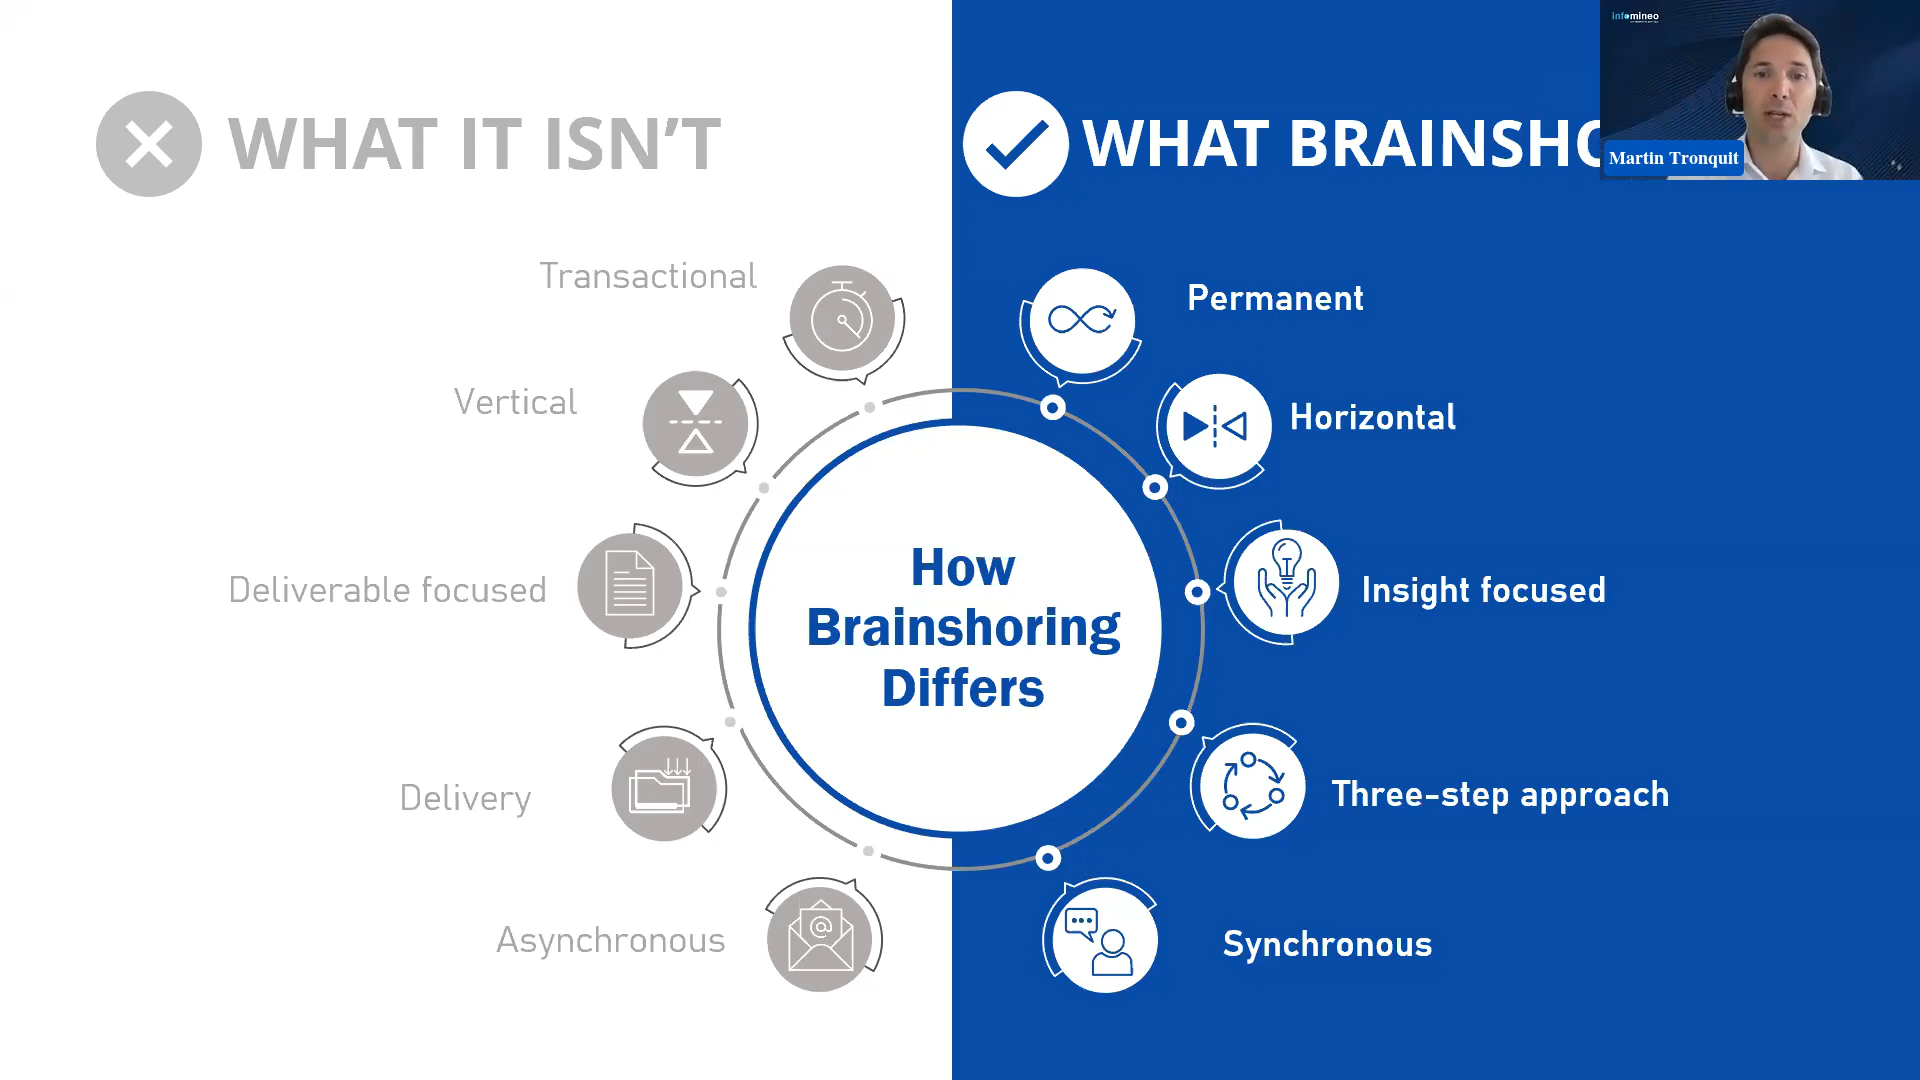 WHAT IT ISN'T
WHAT BRAINSHO
infomineo
Martin Tronquit
Transactional
Permanent
Vertical
Horizontal
How
Brainshoring
Differs
Deliverable focused
Insight focused
Delivery
Three-step approach
Asynchronous
@
Synchronous